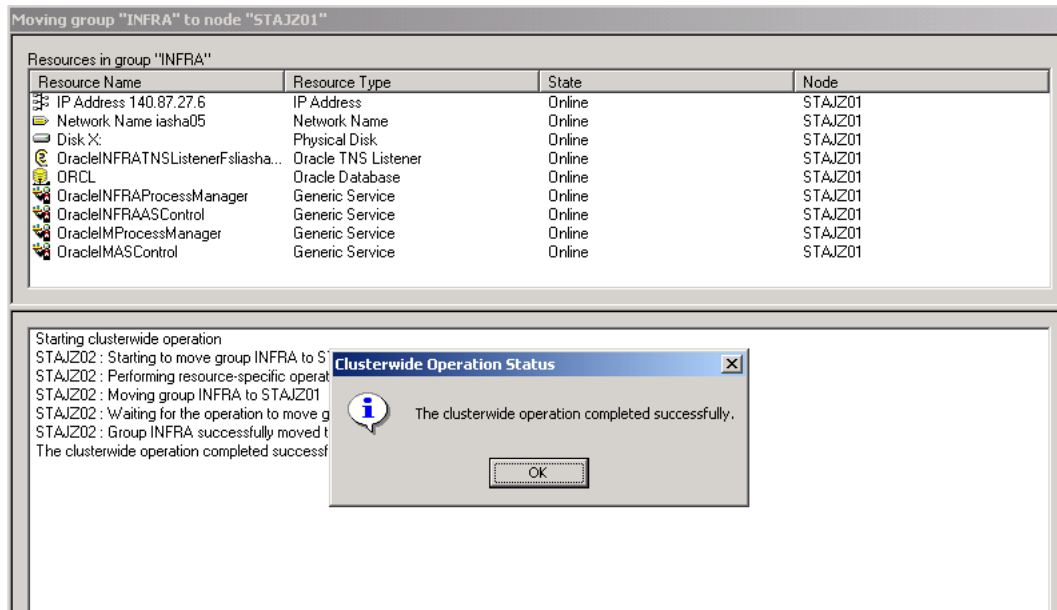 Moving group "INFRA" to node "STAJZ01"
Resources in group "INFRA"
Resource Name Resource Type State Node
IP Address 140.87.27.6 IP Address Online STAJZ01
Network Name iasha05 Network Name Online STAJZ01
Disk X: Physical Disk Online STAJZ01
OracleINFRATNSListenerFsliasha... Oracle TNS Listener Online STAJZ01
ORCL Oracle Database Online STAJZ01
OracleINFRAProcessManager Generic Service Online STAJZ01
OracleINFRAASControl Generic Service Online STAJZ01
OracleIMProcessManager Generic Service Online STAJZ01
OracleIMASControl Generic Service Online STAJZ01
Starting clusterwide operation
STAJZ02 : Starting to move group INFRA to S
STAJZ02 : Performing resource-specific operat
STAJZ02 : Moving group INFRA to STAJZ01
STAJZ02 : Waiting for the operation to move g
STAJZ02 : Group INFRA successfully moved t
The clusterwide operation completed successf
Clusterwide Operation Status
The clusterwide operation completed successfully.
OK